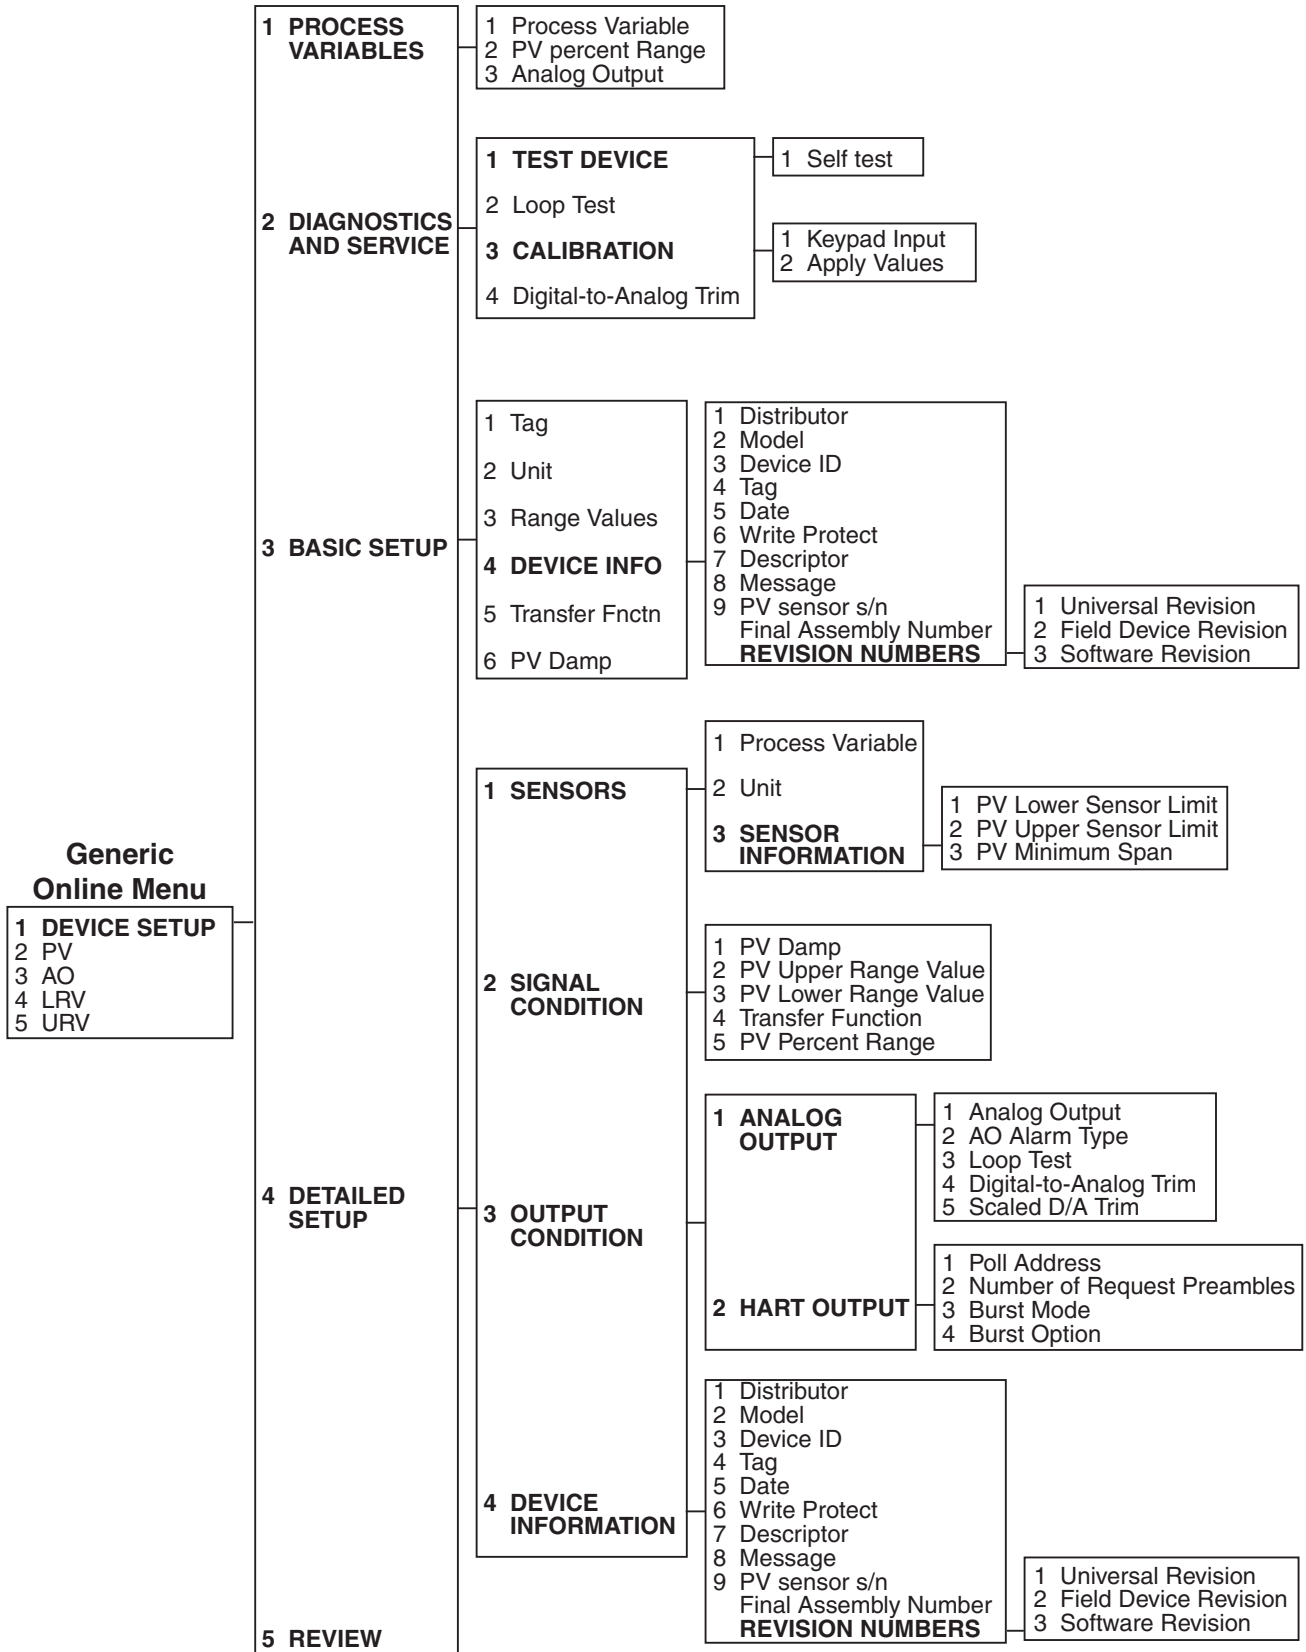 Generic
Online Menu
1 DEVICE SETUP
2 PV
3 AO
4 LRV
5 URV
1 PROCESS
VARIABLES
1 Process Variable
2 PV percent Range
3 Analog Output
2 DIAGNOSTICS
AND SERVICE
1 TEST DEVICE
2 Loop Test
3 CALIBRATION
4 Digital-to-Analog Trim
1 Self test
1 Keypad Input
2 Apply Values
3 BASIC SETUP
1 Tag
2 Unit
3 Range Values
4 DEVICE INFO
5 Transfer Fnctn
6 PV Damp
1 Distributor
2 Model
3 Device ID
4 Tag
5 Date
6 Write Protect
7 Descriptor
8 Message
9 PV sensor s/n
Final Assembly Number
REVISION NUMBERS
1 Universal Revision
2 Field Device Revision
3 Software Revision
4 DETAILED
SETUP
1 SENSORS
1 Process Variable
2 Unit
3 SENSOR
INFORMATION
1 PV Lower Sensor Limit
2 PV Upper Sensor Limit
3 PV Minimum Span
2 SIGNAL
CONDITION
1 PV Damp
2 PV Upper Range Value
3 PV Lower Range Value
4 Transfer Function
5 PV Percent Range
3 OUTPUT
CONDITION
1 ANALOG
OUTPUT
1 Analog Output
2 AO Alarm Type
3 Loop Test
4 Digital-to-Analog Trim
5 Scaled D/A Trim
2 HART OUTPUT
1 Poll Address
2 Number of Request Preambles
3 Burst Mode
4 Burst Option
4 DEVICE
INFORMATION
1 Distributor
2 Model
3 Device ID
4 Tag
5 Date
6 Write Protect
7 Descriptor
8 Message
9 PV sensor s/n
Final Assembly Number
REVISION NUMBERS
1 Universal Revision
2 Field Device Revision
3 Software Revision
5 REVIEW